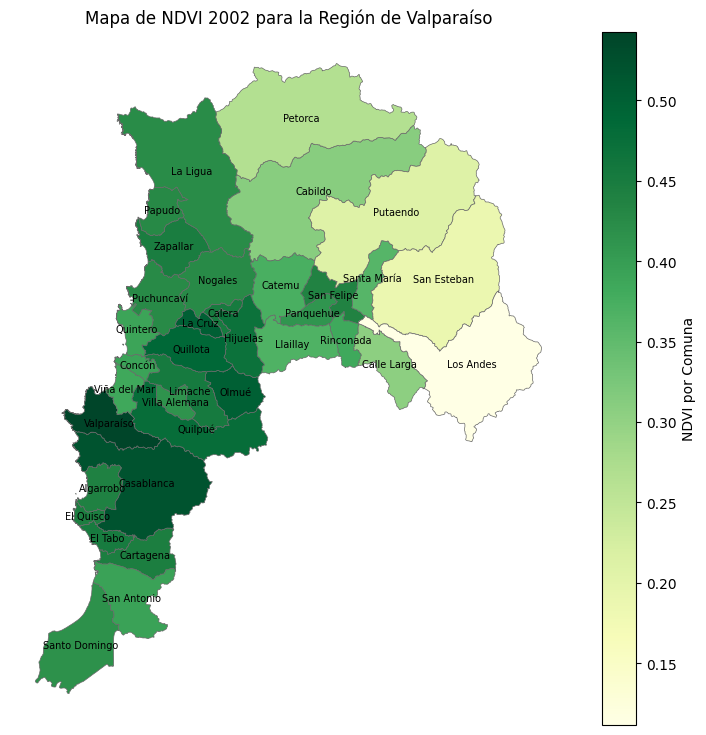 Mapa de NDVI 2002 para la Región de Valparaíso
Petorca
La Ligua
Cabildo
Papudo
Putaendo
Zapallar
Nogales
Catemu
Santa María
San Esteban
Puchuncaví
San Felipe
Calera
Panquehue
La Cruz
Quintero
Hijuelas
Llaillay
Rinconada
Quillota
Concón
Calle Larga
Los Andes
Viña del Mar
Limache
Olmué
Villa Alemana
Valparaíso
Quilpué
Casablanca
Algarrobo
El Quisco
El Tabo
Cartagena
San Antonio
Santo Domingo
0.50
0.45
0.40
0.35
0.30
0.25
0.20
0.15
NDVI por Comuna